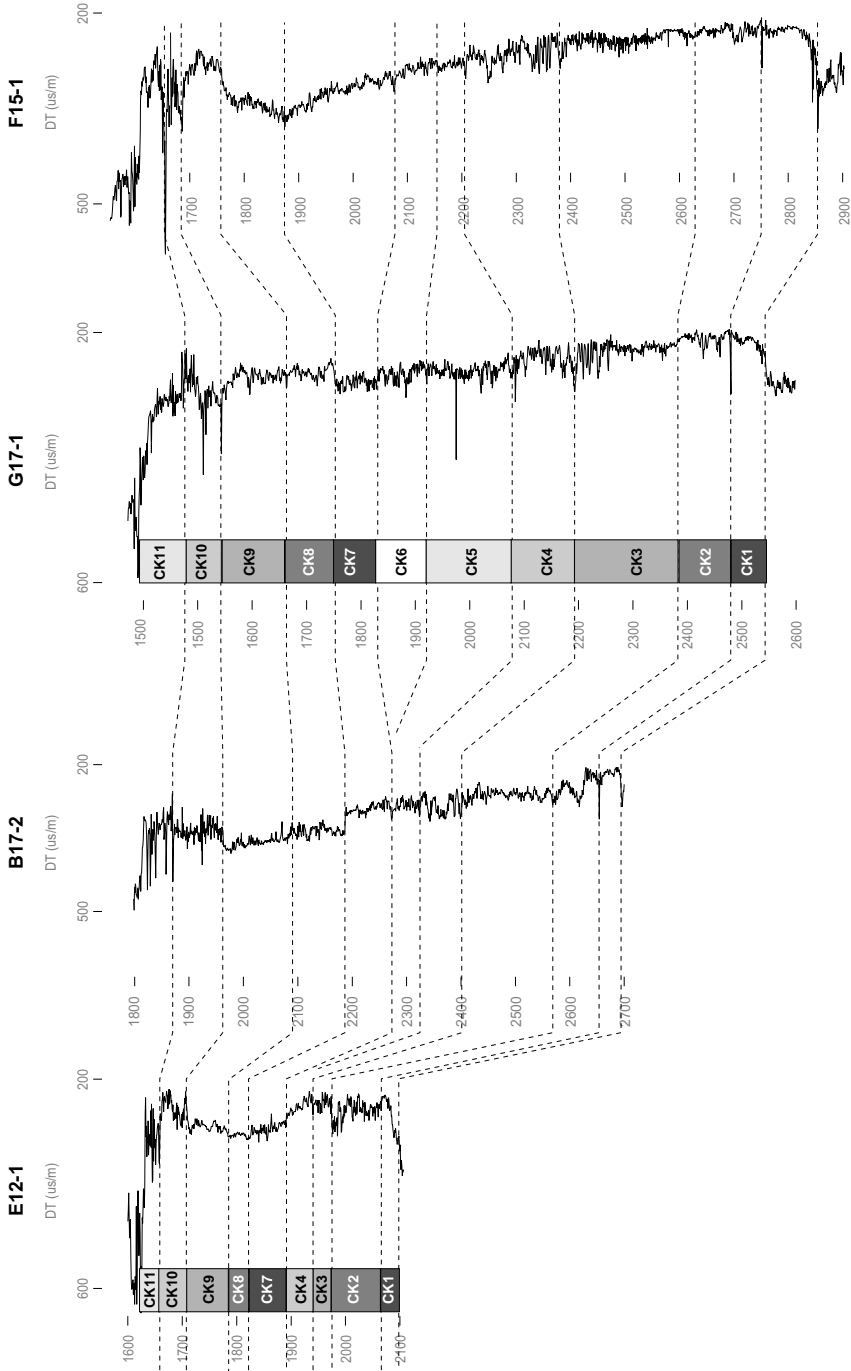 E12-1
DT (us/m)
600
200
1600
1700
1800
1900
2000
2100
CK11
CK10
CK9
CK8
CK7
CK4
CK3
CK2
CK1
B17-2
DT (us/m)
500
200
1800
1900
2000
2100
2200
2300
2400
2500
2600
2700
G17-1
DT (us/m)
600
200
1500
1500
1600
1700
1800
1900
2000
2100
2200
2300
2400
2500
2600
CK11
CK10
CK9
CK8
CK7
CK6
CK5
CK4
CK3
CK2
CK1
F15-1
DT (us/m)
500
200
1700
1800
1900
2000
2100
2200
2300
2400
2500
2600
2700
2800
2900